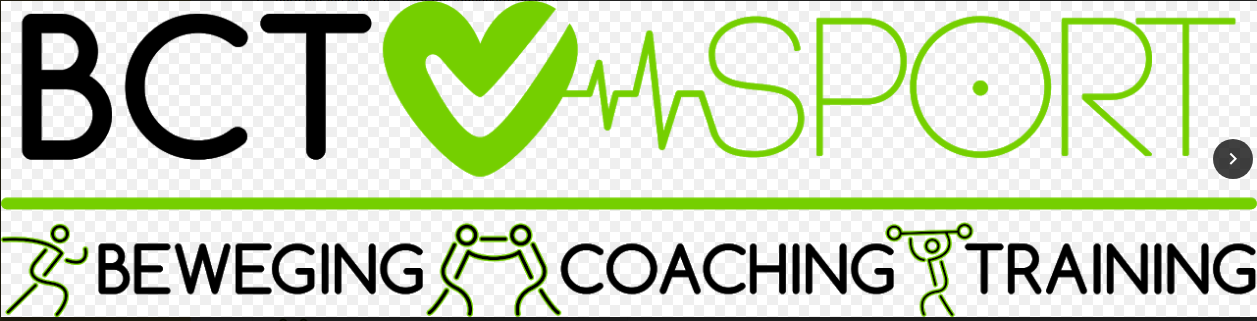 BCT SPORT
BEWEGING COACHING TRAINING